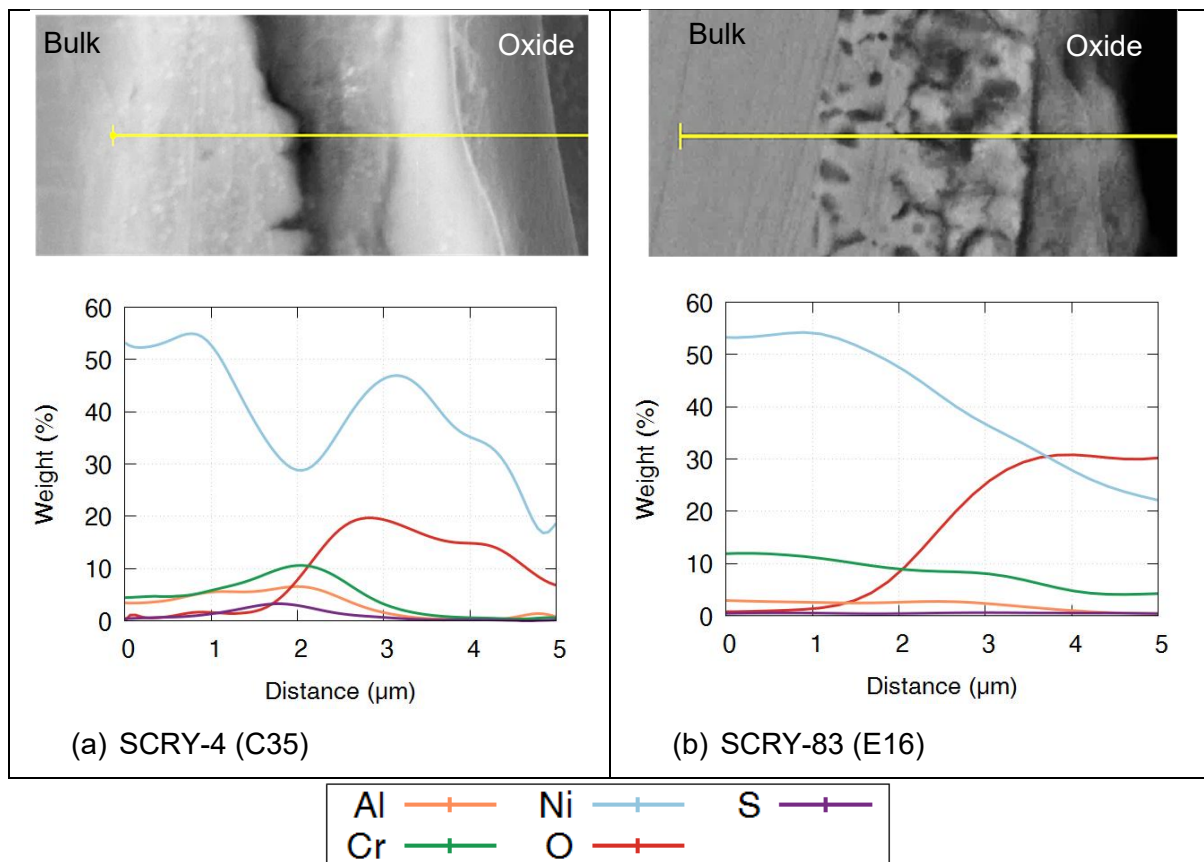 Bulk
Oxide
60
50
40
30
20
10
0
Weight (%)
0 1 2 3 4 5
Distance (µm)
(a) SCRY-4 (C35)
Bulk
Oxide
60
50
40
30
20
10
0
Weight (%)
0 1 2 3 4 5
Distance (µm)
(b) SCRY-83 (E16)
Al Ni S
Cr O